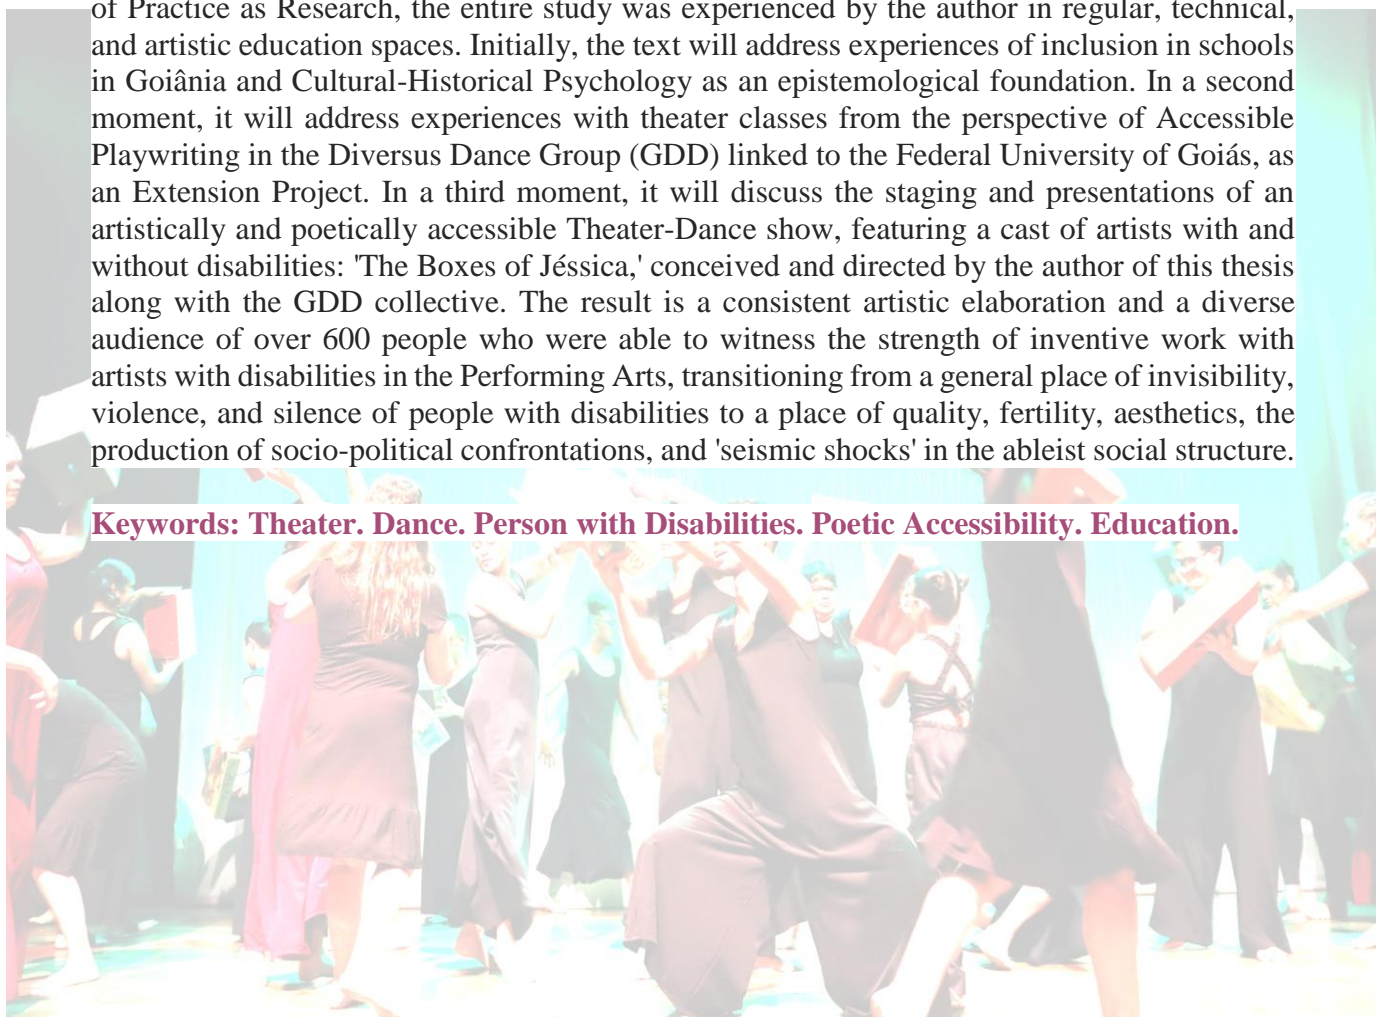 of Practice as Research, the entire study was experienced by the author in regular, technical,
and artistic education spaces. Initially, the text will address experiences of inclusion in schools
in Goiânia and Cultural-Historical Psychology as an epistemological foundation. In a second
moment, it will address experiences with theater classes from the perspective of Accessible
Playwriting in the Diversus Dance Group (GDD) linked to the Federal University of Goiás, as
an Extension Project. In a third moment, it will discuss the staging and presentations of an
artistically and poetically accessible Theater-Dance show, featuring a cast of artists with and
without disabilities: 'The Boxes of Jéssica,' conceived and directed by the author of this thesis
along with the GDD collective. The result is a consistent artistic elaboration and a diverse
audience of over 600 people who were able to witness the strength of inventive work with
artists with disabilities in the Performing Arts, transitioning from a general place of invisibility,
violence, and silence of people with disabilities to a place of quality, fertility, aesthetics, the
production of socio-political confrontations, and 'seismic shocks' in the ableist social structure.
Keywords: Theater. Dance. Person with Disabilities. Poetic Accessibility. Education.